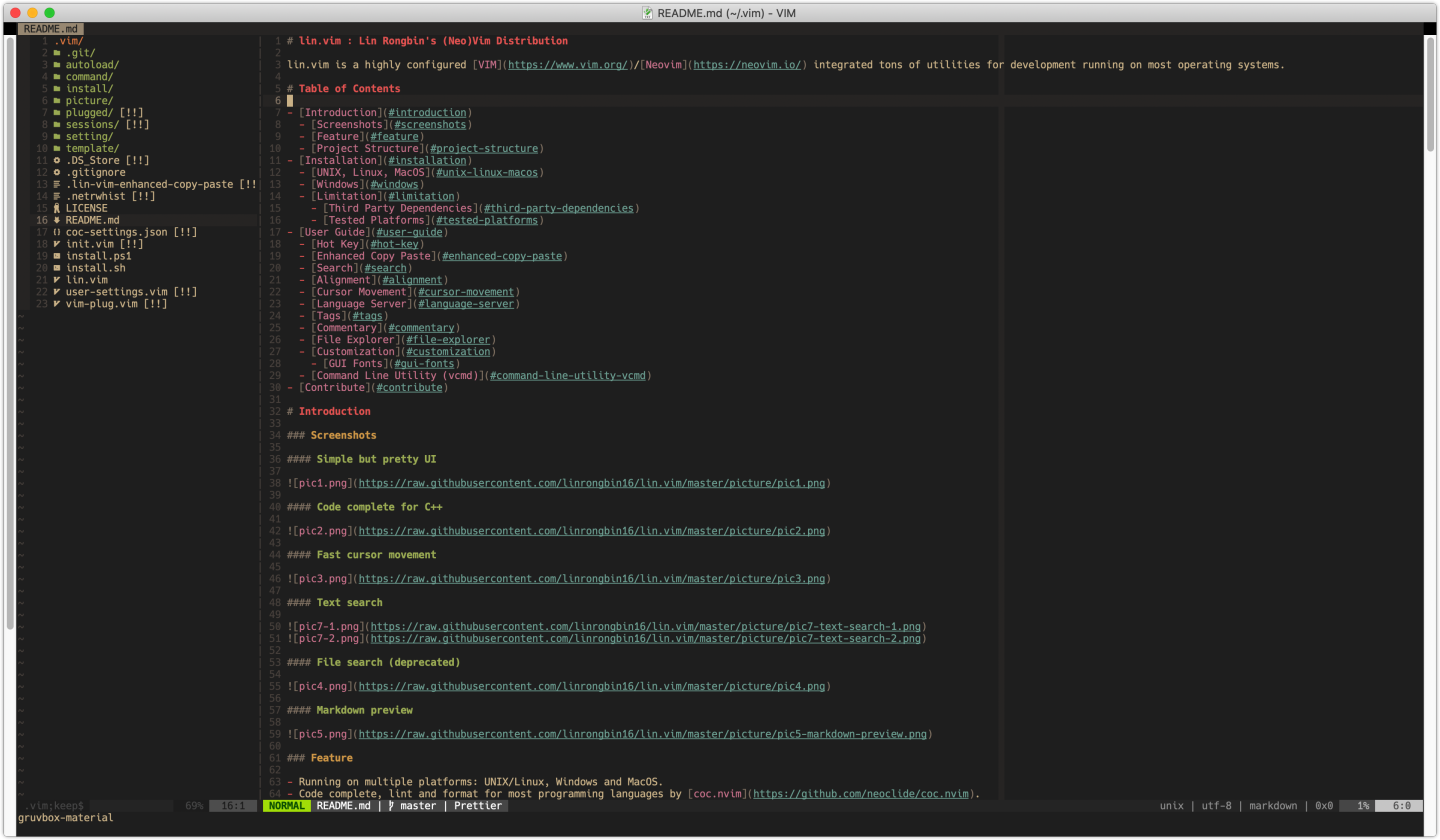 README.md (~/.vim) - VIM
README.md
1 .vim/
2 .git/
3 autoload/
4 command/
5 install/
6 picture/
7 plugged/ [!!]
8 sessions/ [!!]
9 setting/
10 template/
11 .DS_Store [!!]
12 .gitignore
13 .lin-vim-enhanced-copy-paste [!!
14 .netrwhist [!!]
15 LICENSE
16 README.md
17 coc-settings.json [!!]
18 init.vim [!!]
19 install.ps1
20 install.sh
21 lin.vim
22 user-settings.vim [!!]
23 vim-plug.vim [!!]
1 # lin.vim : Lin Rongbin's (Neo)Vim Distribution
2
3 lin.vim is a highly configured [VIM](https://www.vim.org/)/[Neovim](https://neovim.io/) integrated tons of utilities for development running on most operating systems.
4
5 # Table of Contents
6
7 - [Introduction](#introduction)
8 - [Screenshots](#screenshots)
9 - [Feature](#feature)
10 - [Project Structure](#project-structure)
11 - [Installation](#installation)
12 - [UNIX, Linux, MacOS](#unix-linux-macos)
13 - [Windows](#windows)
14 - [Limitation](#limitation)
15 - [Third Party Dependencies](#third-party-dependencies)
16 - [Tested Platforms](#tested-platforms)
17 - [User Guide](#user-guide)
18 - [Hot Key](#hot-key)
19 - [Enhanced Copy Paste](#enhanced-copy-paste)
20 - [Search](#search)
21 - [Alignment](#alignment)
22 - [Cursor Movement](#cursor-movement)
23 - [Language Server](#language-server)
24 - [Tags](#tags)
25 - [Commentary](#commentary)
26 - [File Explorer](#file-explorer)
27 - [Customization](#customization)
28 - [GUI Fonts](#gui-fonts)
29 - [Command Line Utility (vcmd)](#command-line-utility-vcmd)
30 - [Contribute](#contribute)
31
32 # Introduction
33
34 ### Screenshots
35
36 #### Simple but pretty UI
37
38 ![pic1.png](https://raw.githubusercontent.com/linrongbin16/lin.vim/master/picture/pic1.png)
39
40 #### Code complete for C++
41
42 ![pic2.png](https://raw.githubusercontent.com/linrongbin16/lin.vim/master/picture/pic2.png)
43
44 #### Fast cursor movement
45
46 ![pic3.png](https://raw.githubusercontent.com/linrongbin16/lin.vim/master/picture/pic3.png)
47
48 #### Text search
49
50 ![pic7-1.png](https://raw.githubusercontent.com/linrongbin16/lin.vim/master/picture/pic7-text-search-1.png)
51 ![pic7-2.png](https://raw.githubusercontent.com/linrongbin16/lin.vim/master/picture/pic7-text-search-2.png)
52
53 #### File search (deprecated)
54
55 ![pic4.png](https://raw.githubusercontent.com/linrongbin16/lin.vim/master/picture/pic4.png)
56
57 #### Markdown preview
58
59 ![pic5.png](https://raw.githubusercontent.com/linrongbin16/lin.vim/master/picture/pic5-markdown-preview.png)
60
61 ### Feature
62
63 - Running on multiple platforms: UNIX/Linux, Windows and MacOS.
64 - Code complete, lint and format for most programming languages by [coc.nvim](https://github.com/neoclide/coc.nvim).
.vim;keep$ 69% 16:1 NORMAL README.md | master | Prettier unix | utf-8 | markdown | 0x0 1% 6:0
gruvbox-material